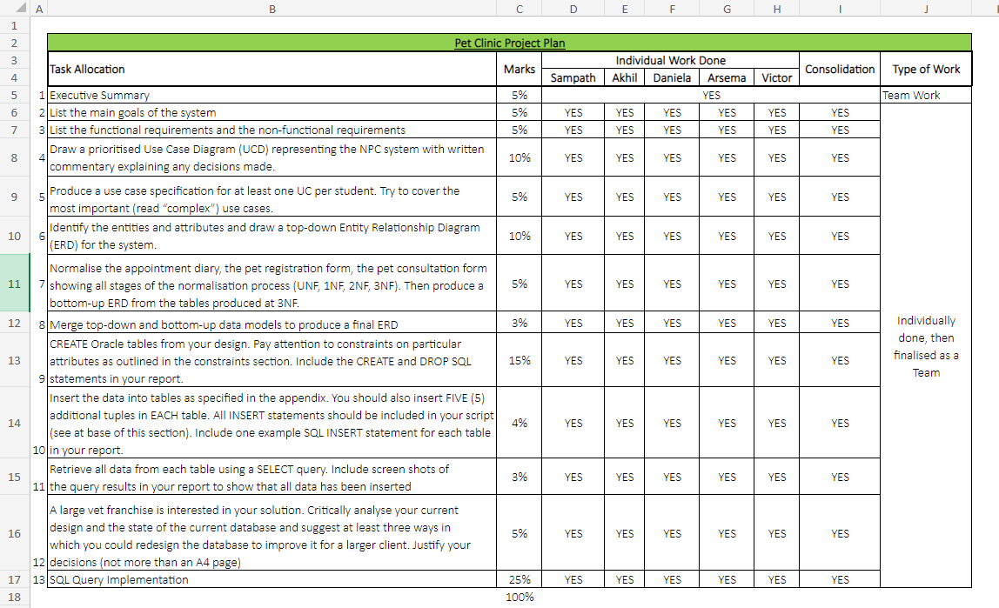 A B C D E F G H I J
1
2 Pet Clinic Project Plan
3 Task Allocation Marks Individual Work Done Consolidation Type of Work
4 Sampath Akhil Daniela Arsema Victor
5 1 Executive Summary 5% YES Team Work
6 2 List the main goals of the system 5% YES YES YES YES YES YES
7 3 List the functional requirements and the non-functional requirements 5% YES YES YES YES YES YES
8 4 Draw a prioritised Use Case Diagram (UCD) representing the NPC system with written
commentary explaining any decisions made. 10% YES YES YES YES YES YES
9 5 Produce a use case specification for at least one UC per student. Try to cover the
most important (read “complex”) use cases. 5% YES YES YES YES YES YES
10 6 Identify the entities and attributes and draw a top-down Entity Relationship Diagram
(ERD) for the system. 10% YES YES YES YES YES YES
11 7 Normalise the appointment diary, the pet registration form, the pet consultation form
showing all stages of the normalisation process (UNF, 1NF, 2NF, 3NF). Then produce a
bottom-up ERD from the tables produced at 3NF. 5% YES YES YES YES YES YES
12 8 Merge top-down and bottom-up data models to produce a final ERD 3% YES YES YES YES YES YES
Individually
done, then
finalised as a
Team
13 9 CREATE Oracle tables from your design. Pay attention to constraints on particular
attributes as outlined in the constraints section. Include the CREATE and DROP SQL
statements in your report. 15% YES YES YES YES YES YES
14 10 Insert the data into tables as specified in the appendix. You should also insert FIVE (5)
additional tuples in EACH table. All INSERT statements should be included in your script
(see at base of this section). Include one example SQL INSERT statement for each table
in your report. 4% YES YES YES YES YES YES
15 11 Retrieve all data from each table using a SELECT query. Include screen shots of
the query results in your report to show that all data has been inserted 3% YES YES YES YES YES YES
16 12 A large vet franchise is interested in your solution. Critically analyse your current
design and the state of the current database and suggest at least three ways in
which you could redesign the database to improve it for a larger client. Justify your
decisions (not more than an A4 page) 5% YES YES YES YES YES YES
17 13 SQL Query Implementation 25% YES YES YES YES YES YES
18 100%